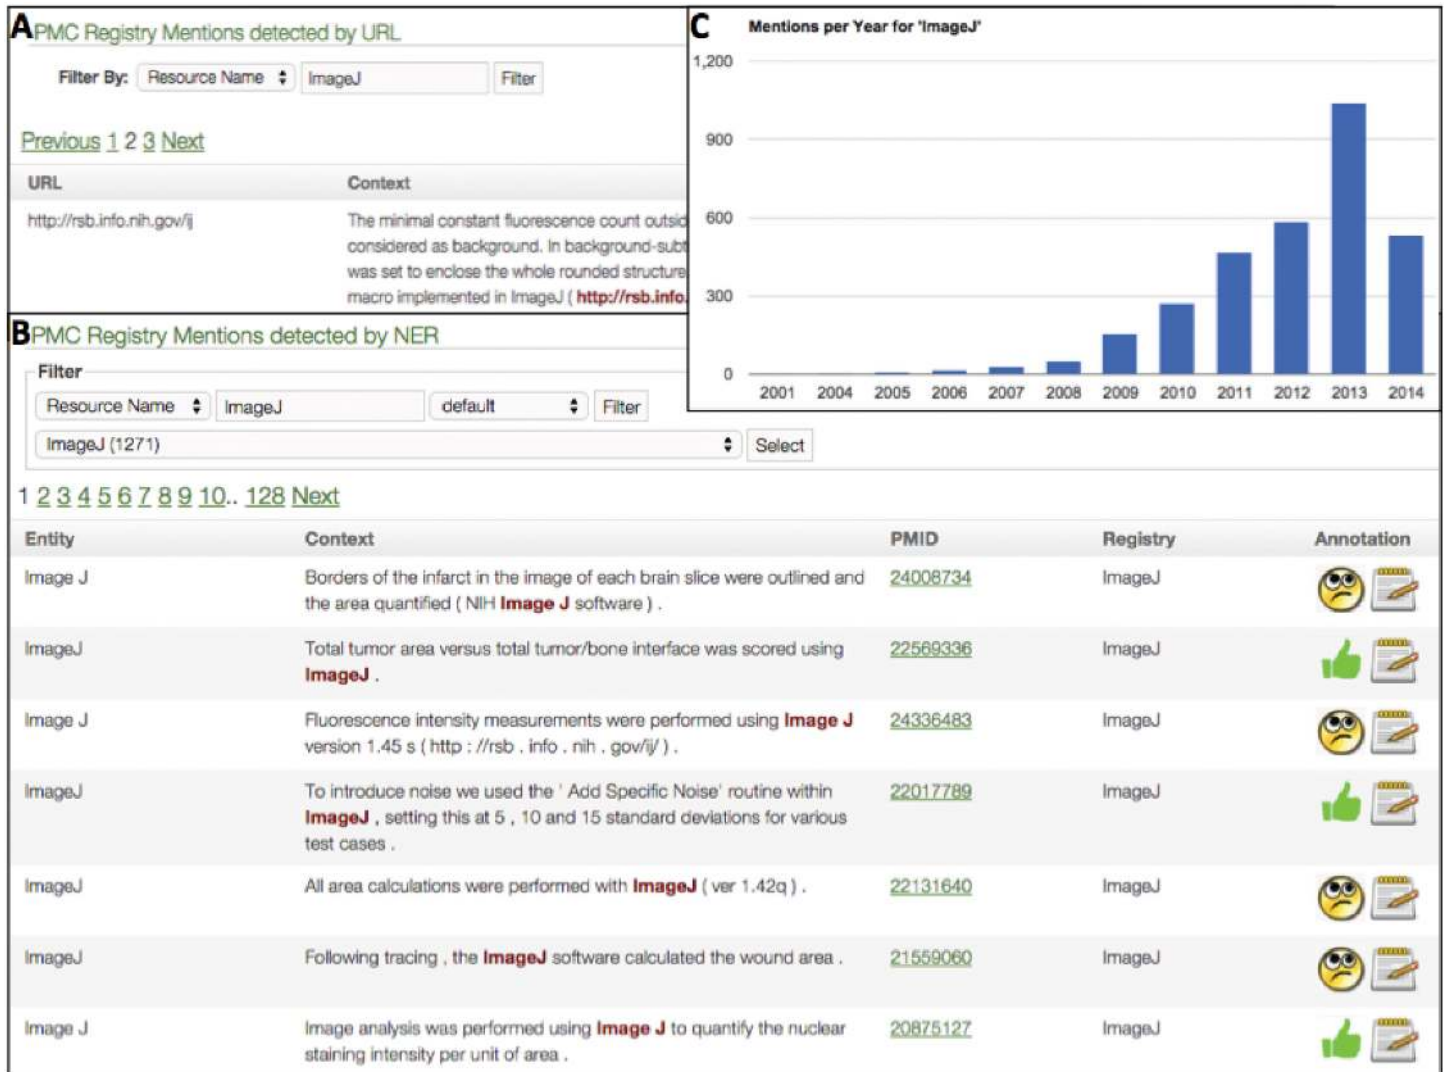 A PMC Registry Mentions detected by URL
Filter By: Resource Name ImageJ Filter
Previous 1 2 3 Next
URL Context
http://rsb.info.nih.gov/ij The minimal constant fluorescence count outsid
considered as background. In background-subt
was set to enclose the whole rounded structure
macro implemented in ImageJ ( http://rsb.info.
C Mentions per Year for 'ImageJ'
1,200
900
600
300
0
2001 2004 2005 2006 2007 2008 2009 2010 2011 2012 2013 2014
B PMC Registry Mentions detected by NER
Filter
Resource Name ImageJ default Filter
ImageJ (1271) Select
1 2 3 4 5 6 7 8 9 10.. 128 Next
Entity Context PMID Registry Annotation
Image J Borders of the infarct in the image of each brain slice were outlined and 24008734 ImageJ
the area quantified ( NIH Image J software ) .
ImageJ Total tumor area versus total tumor/bone interface was scored using 22569336 ImageJ
ImageJ .
Image J Fluorescence intensity measurements were performed using Image J 24336483 ImageJ
version 1.45 s ( http : //rsb . info . nih . gov/ij/ ) .
ImageJ To introduce noise we used the ' Add Specific Noise' routine within 22017789 ImageJ
ImageJ , setting this at 5 , 10 and 15 standard deviations for various
test cases .
ImageJ All area calculations were performed with ImageJ ( ver 1.42q ) . 22131640 ImageJ
ImageJ Following tracing , the ImageJ software calculated the wound area . 21559060 ImageJ
Image J Image analysis was performed using Image J to quantify the nuclear 20875127 ImageJ
staining intensity per unit of area .